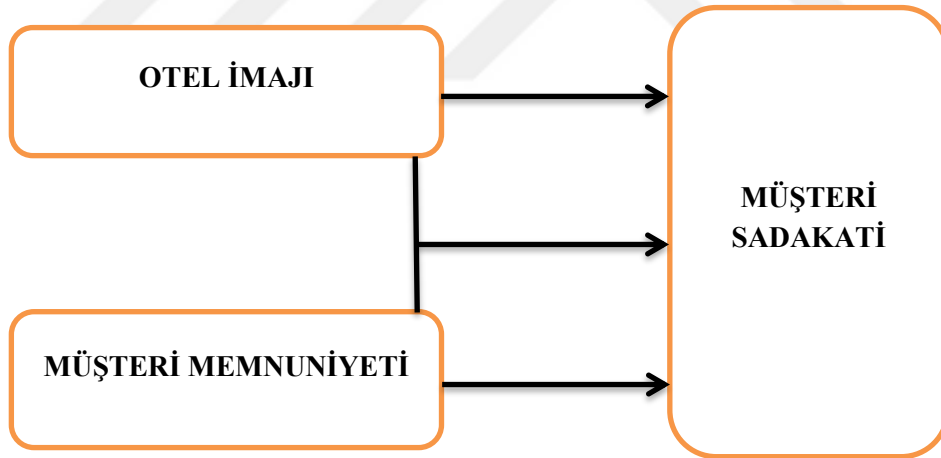 OTEL İMAJI
MÜŞTERİ
SADAKATİ
MÜŞTERİ MEMNUNİYETİ